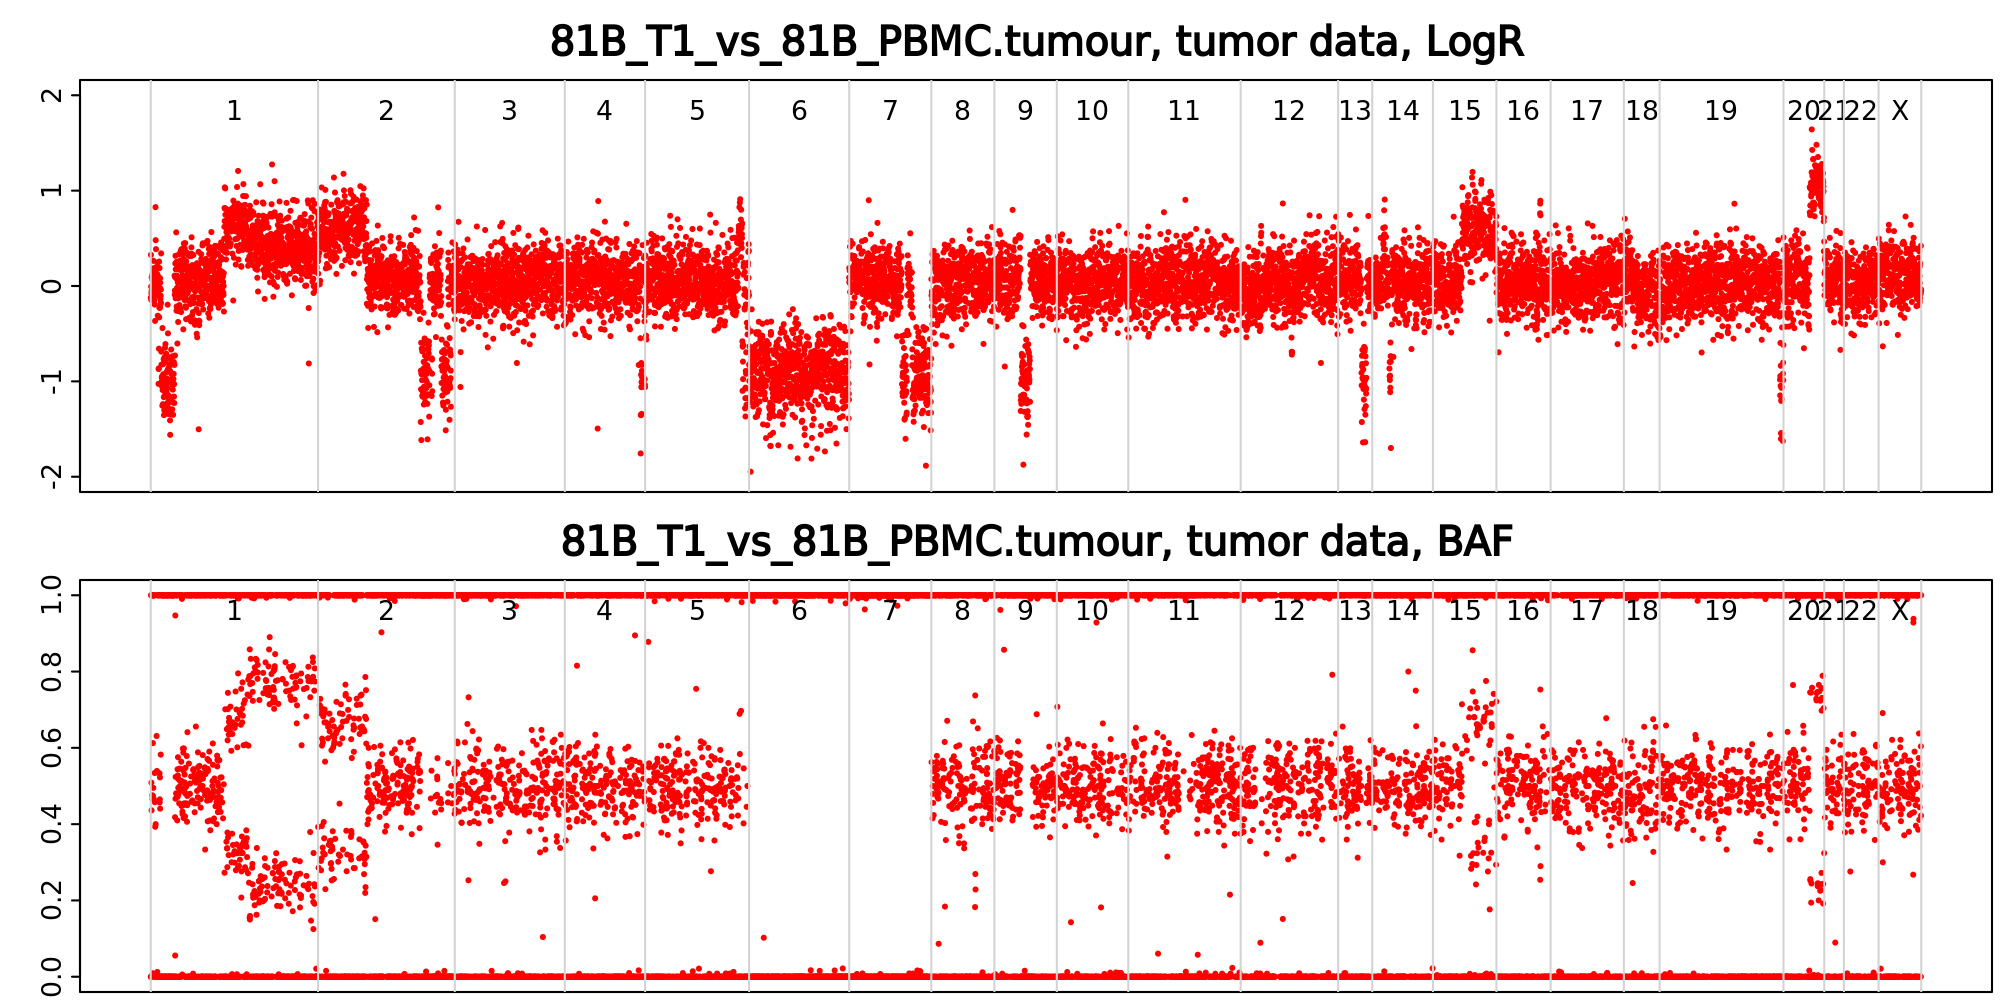 81B_T1_vs_81B_PBMC.tumour, tumor data, LogR
2
1 2 3 4 5 6 7 8 9 10 11 12 13 14 15 16 17 18 19 20 21 22 X
1
0
-1
-2
81B_T1_vs_81B_PBMC.tumour, tumor data, BAF
1.0
1 2 3 4 5 6 7 8 9 10 11 12 13 14 15 16 17 18 19 20 21 22 X
0.8
0.6
0.4
0.2
0.0